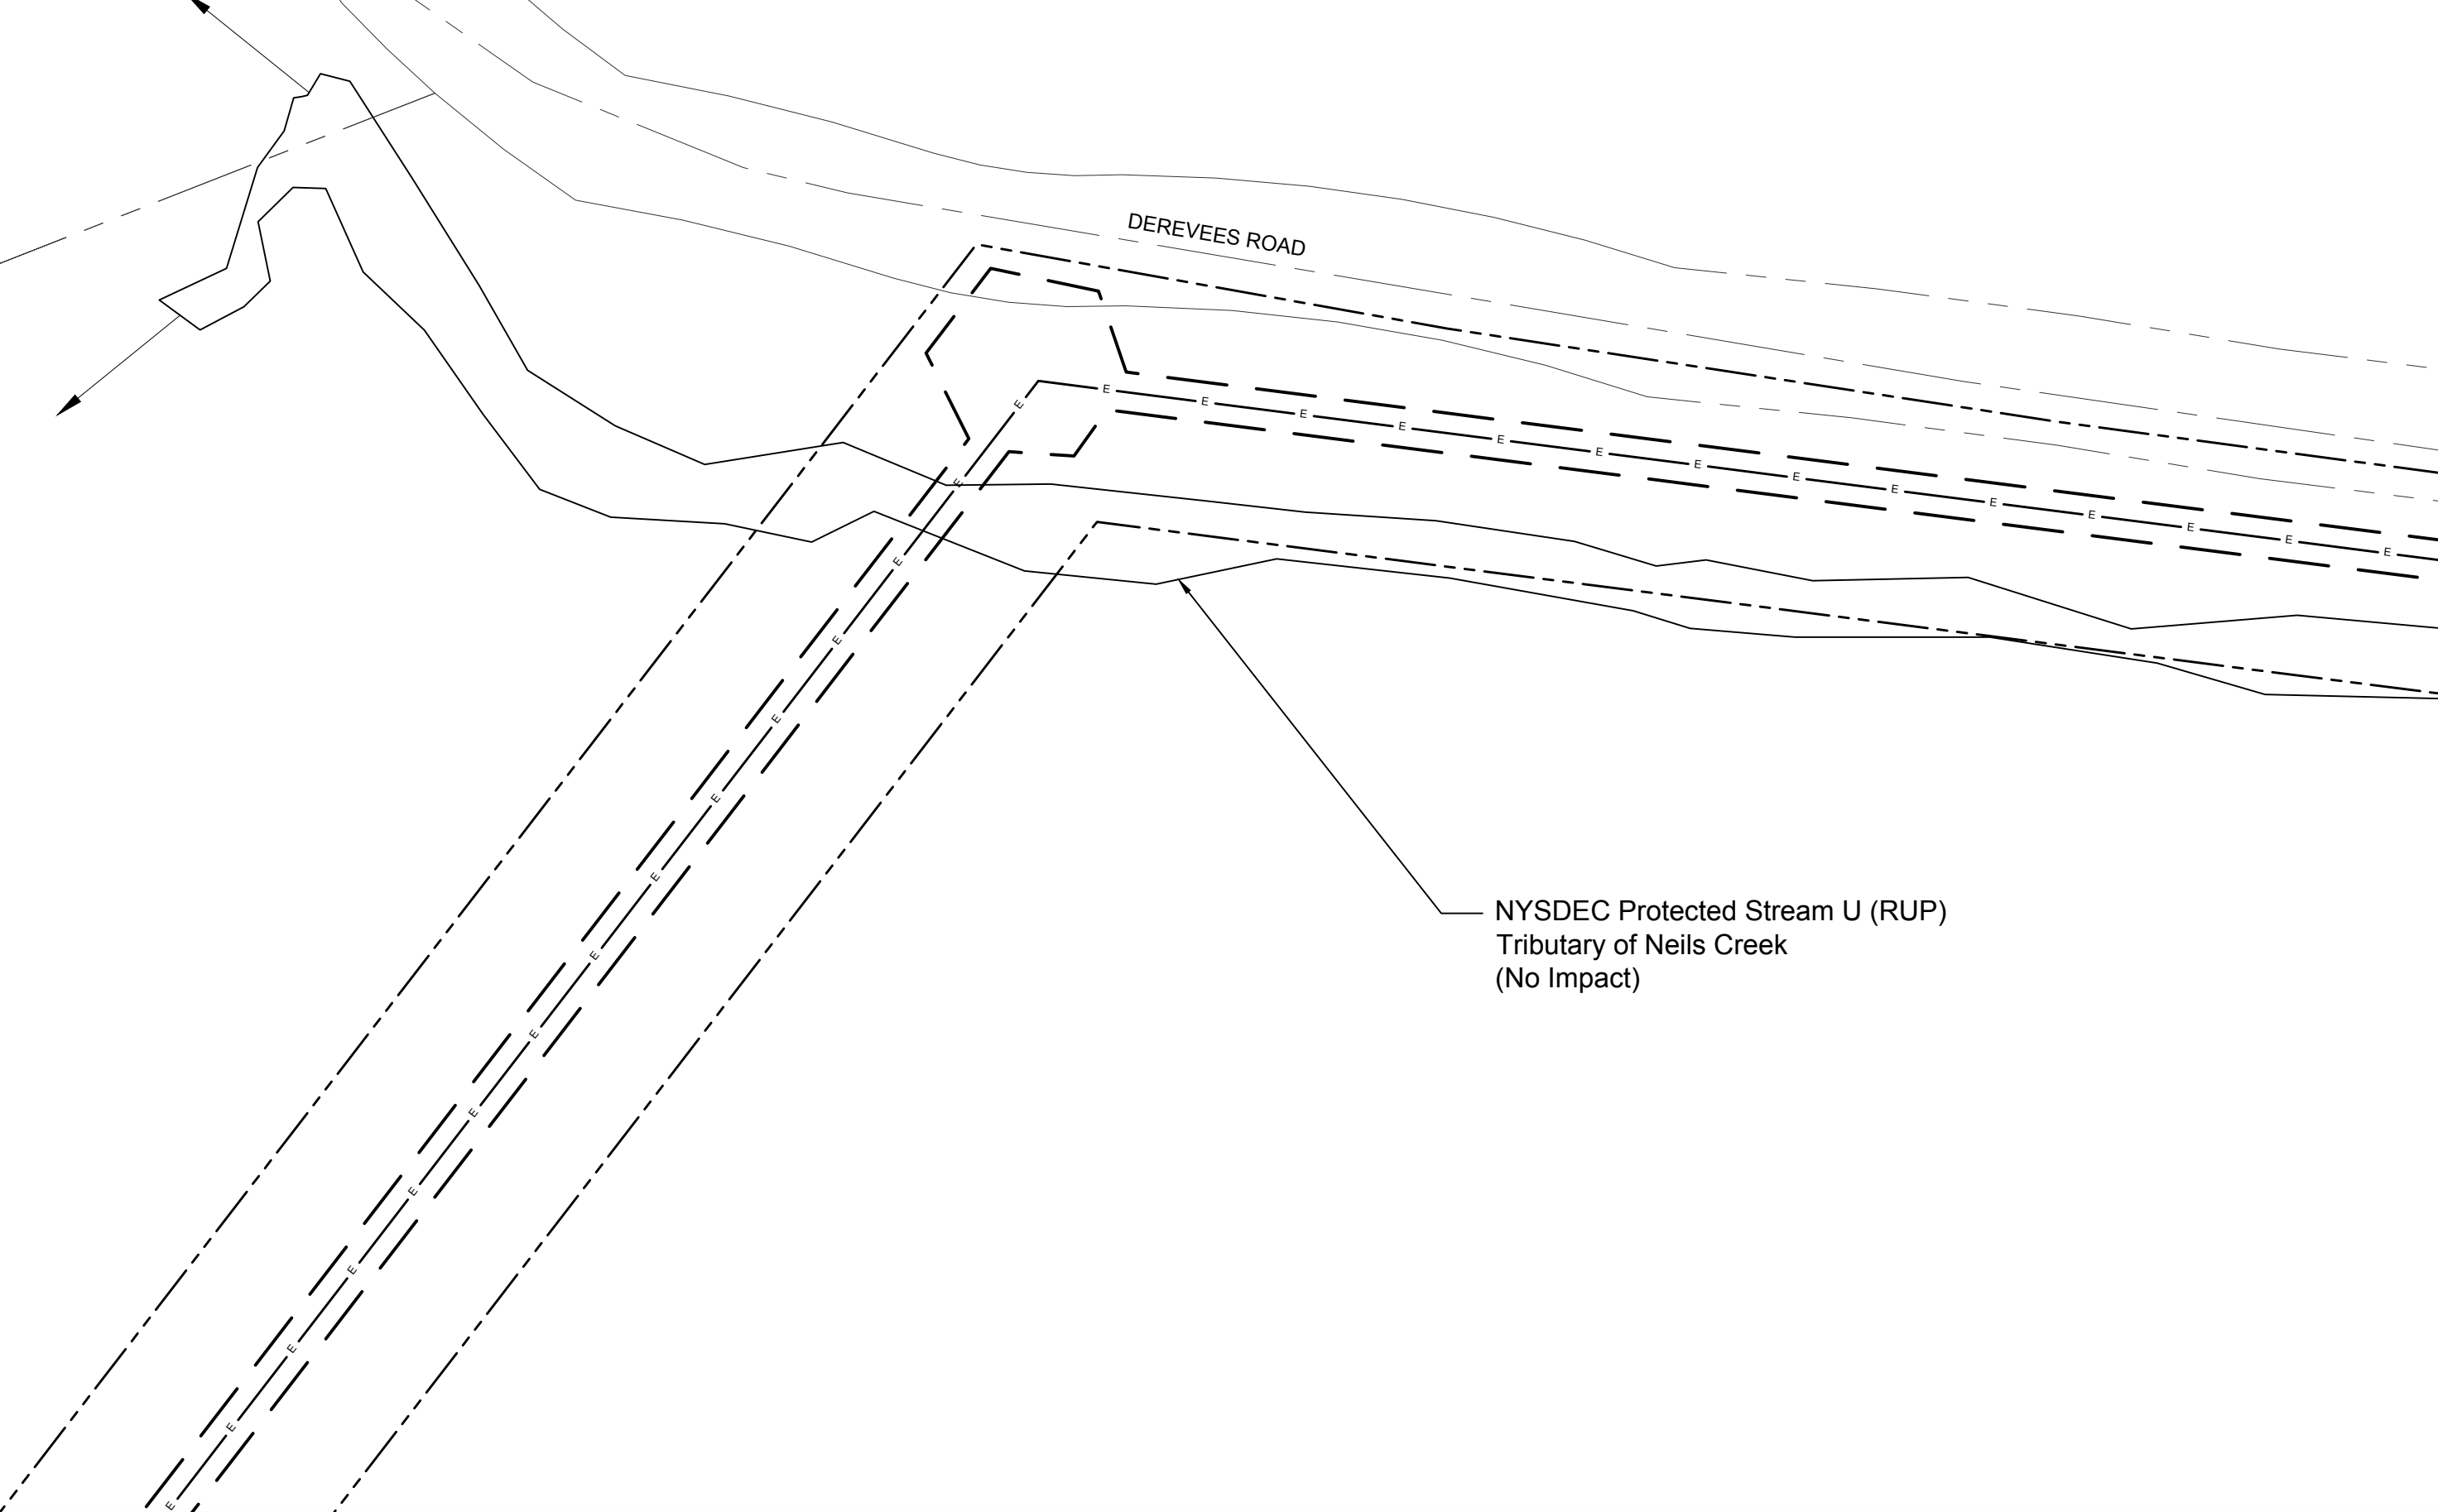 DEREVEES ROAD
E E E E E E E E E E E E E E
E E E E E E E E E E E E E E E
NYSDEC Protected Stream U (RUP)
Tributary of Neils Creek
(No Impact)